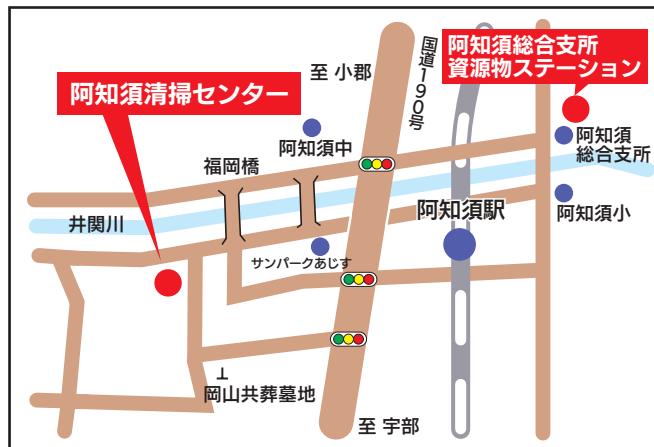 阿知須総合支所
資源物ステーション
国道190号
至 小郡
阿知須清掃センター
阿知須中
阿知須
総合支所
福岡橋
阿知須駅
阿知須小
井関川
サンパークあじす
岡山共葬墓地
至 宇部